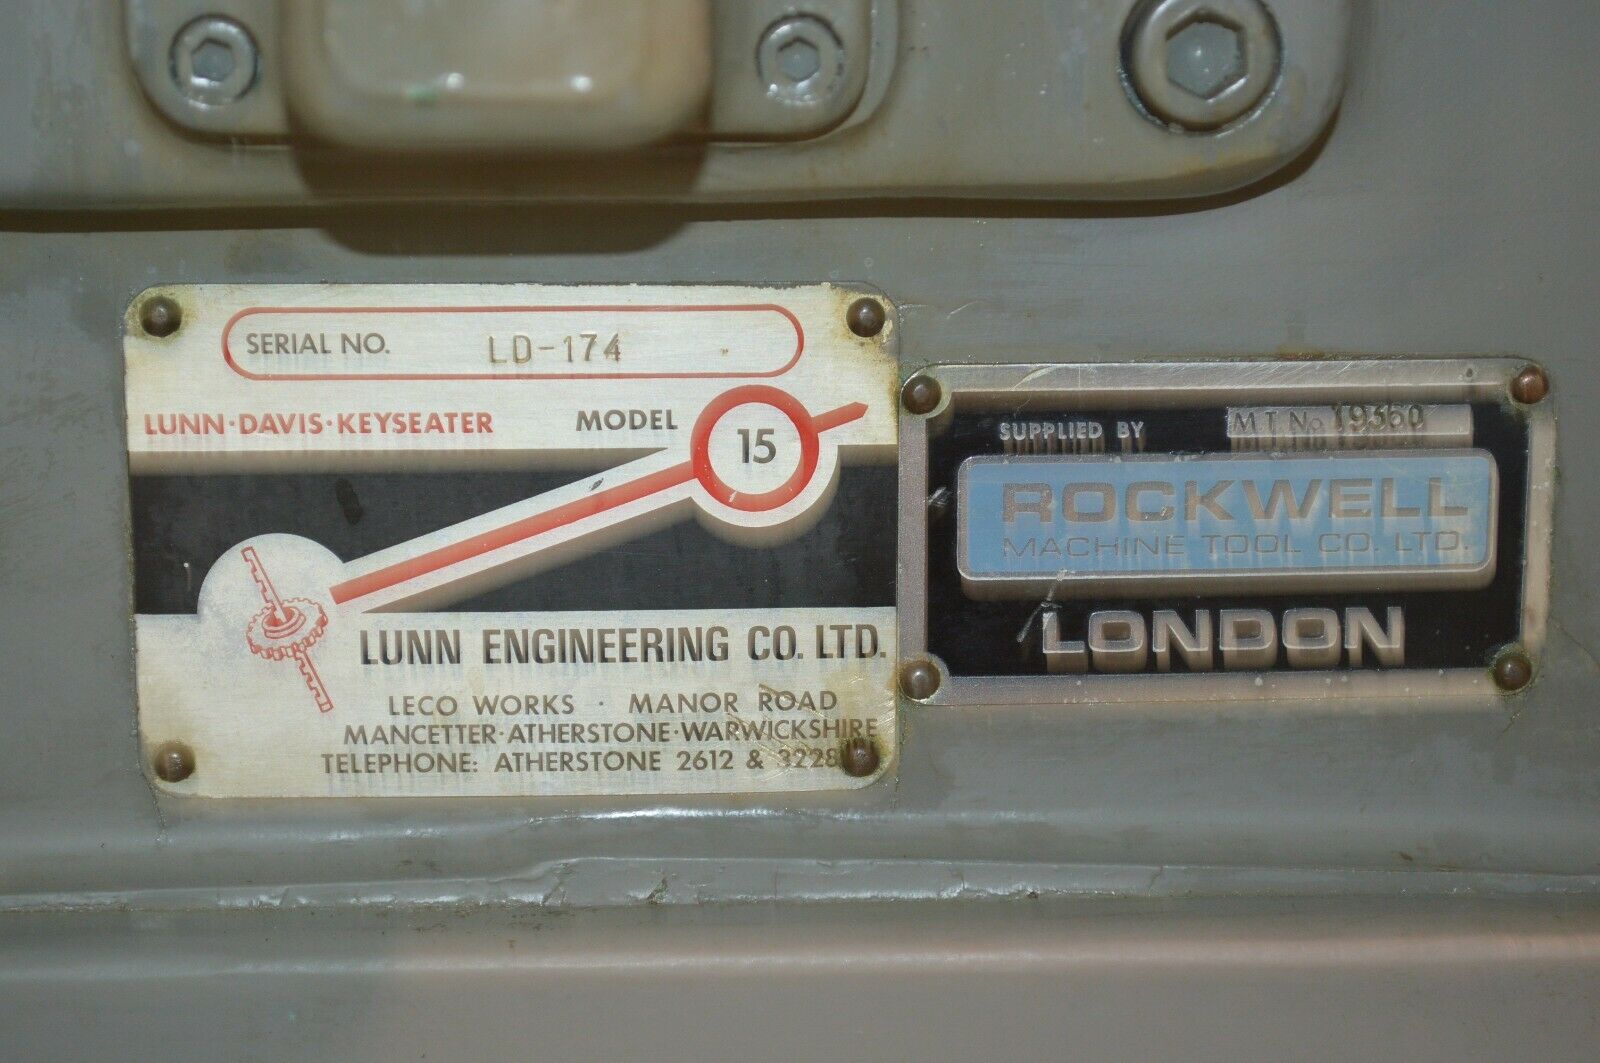 SERIAL NO. LD-174
LUNN·DAVIS·KEYSEATER MODEL 15
LUNN ENGINEERING CO. LTD.
LECO WORKS · MANOR ROAD
MANCETTER·ATHERSTONE·WARWICKSHIRE
TELEPHONE: ATHERSTONE 2612 & 3228
SUPPLIED BY M.T. No 19360
ROCKWELL
MACHINE TOOL CO. LTD.
LONDON